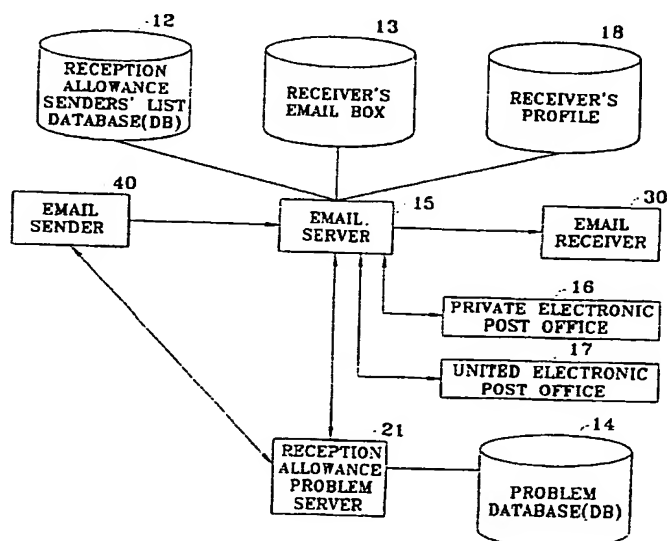 12
RECEPTION
ALLOWANCE
SENDERS' LIST
DATABASE(DB)
13
RECEIVER'S
EMAIL BOX
18
RECEIVER'S
PROFILE
40
EMAIL
SENDER
15
EMAIL.
SERVER
30
EMAIL
RECEIVER
16
PRIVATE ELECTRONIC
POST OFFICE
17
UNITED ELECTRONIC
POST OFFICE
21
RECEPTION
ALLOWANCE
PROBLEM
SERVER
14
PROBLEM
DATABASE(DB)